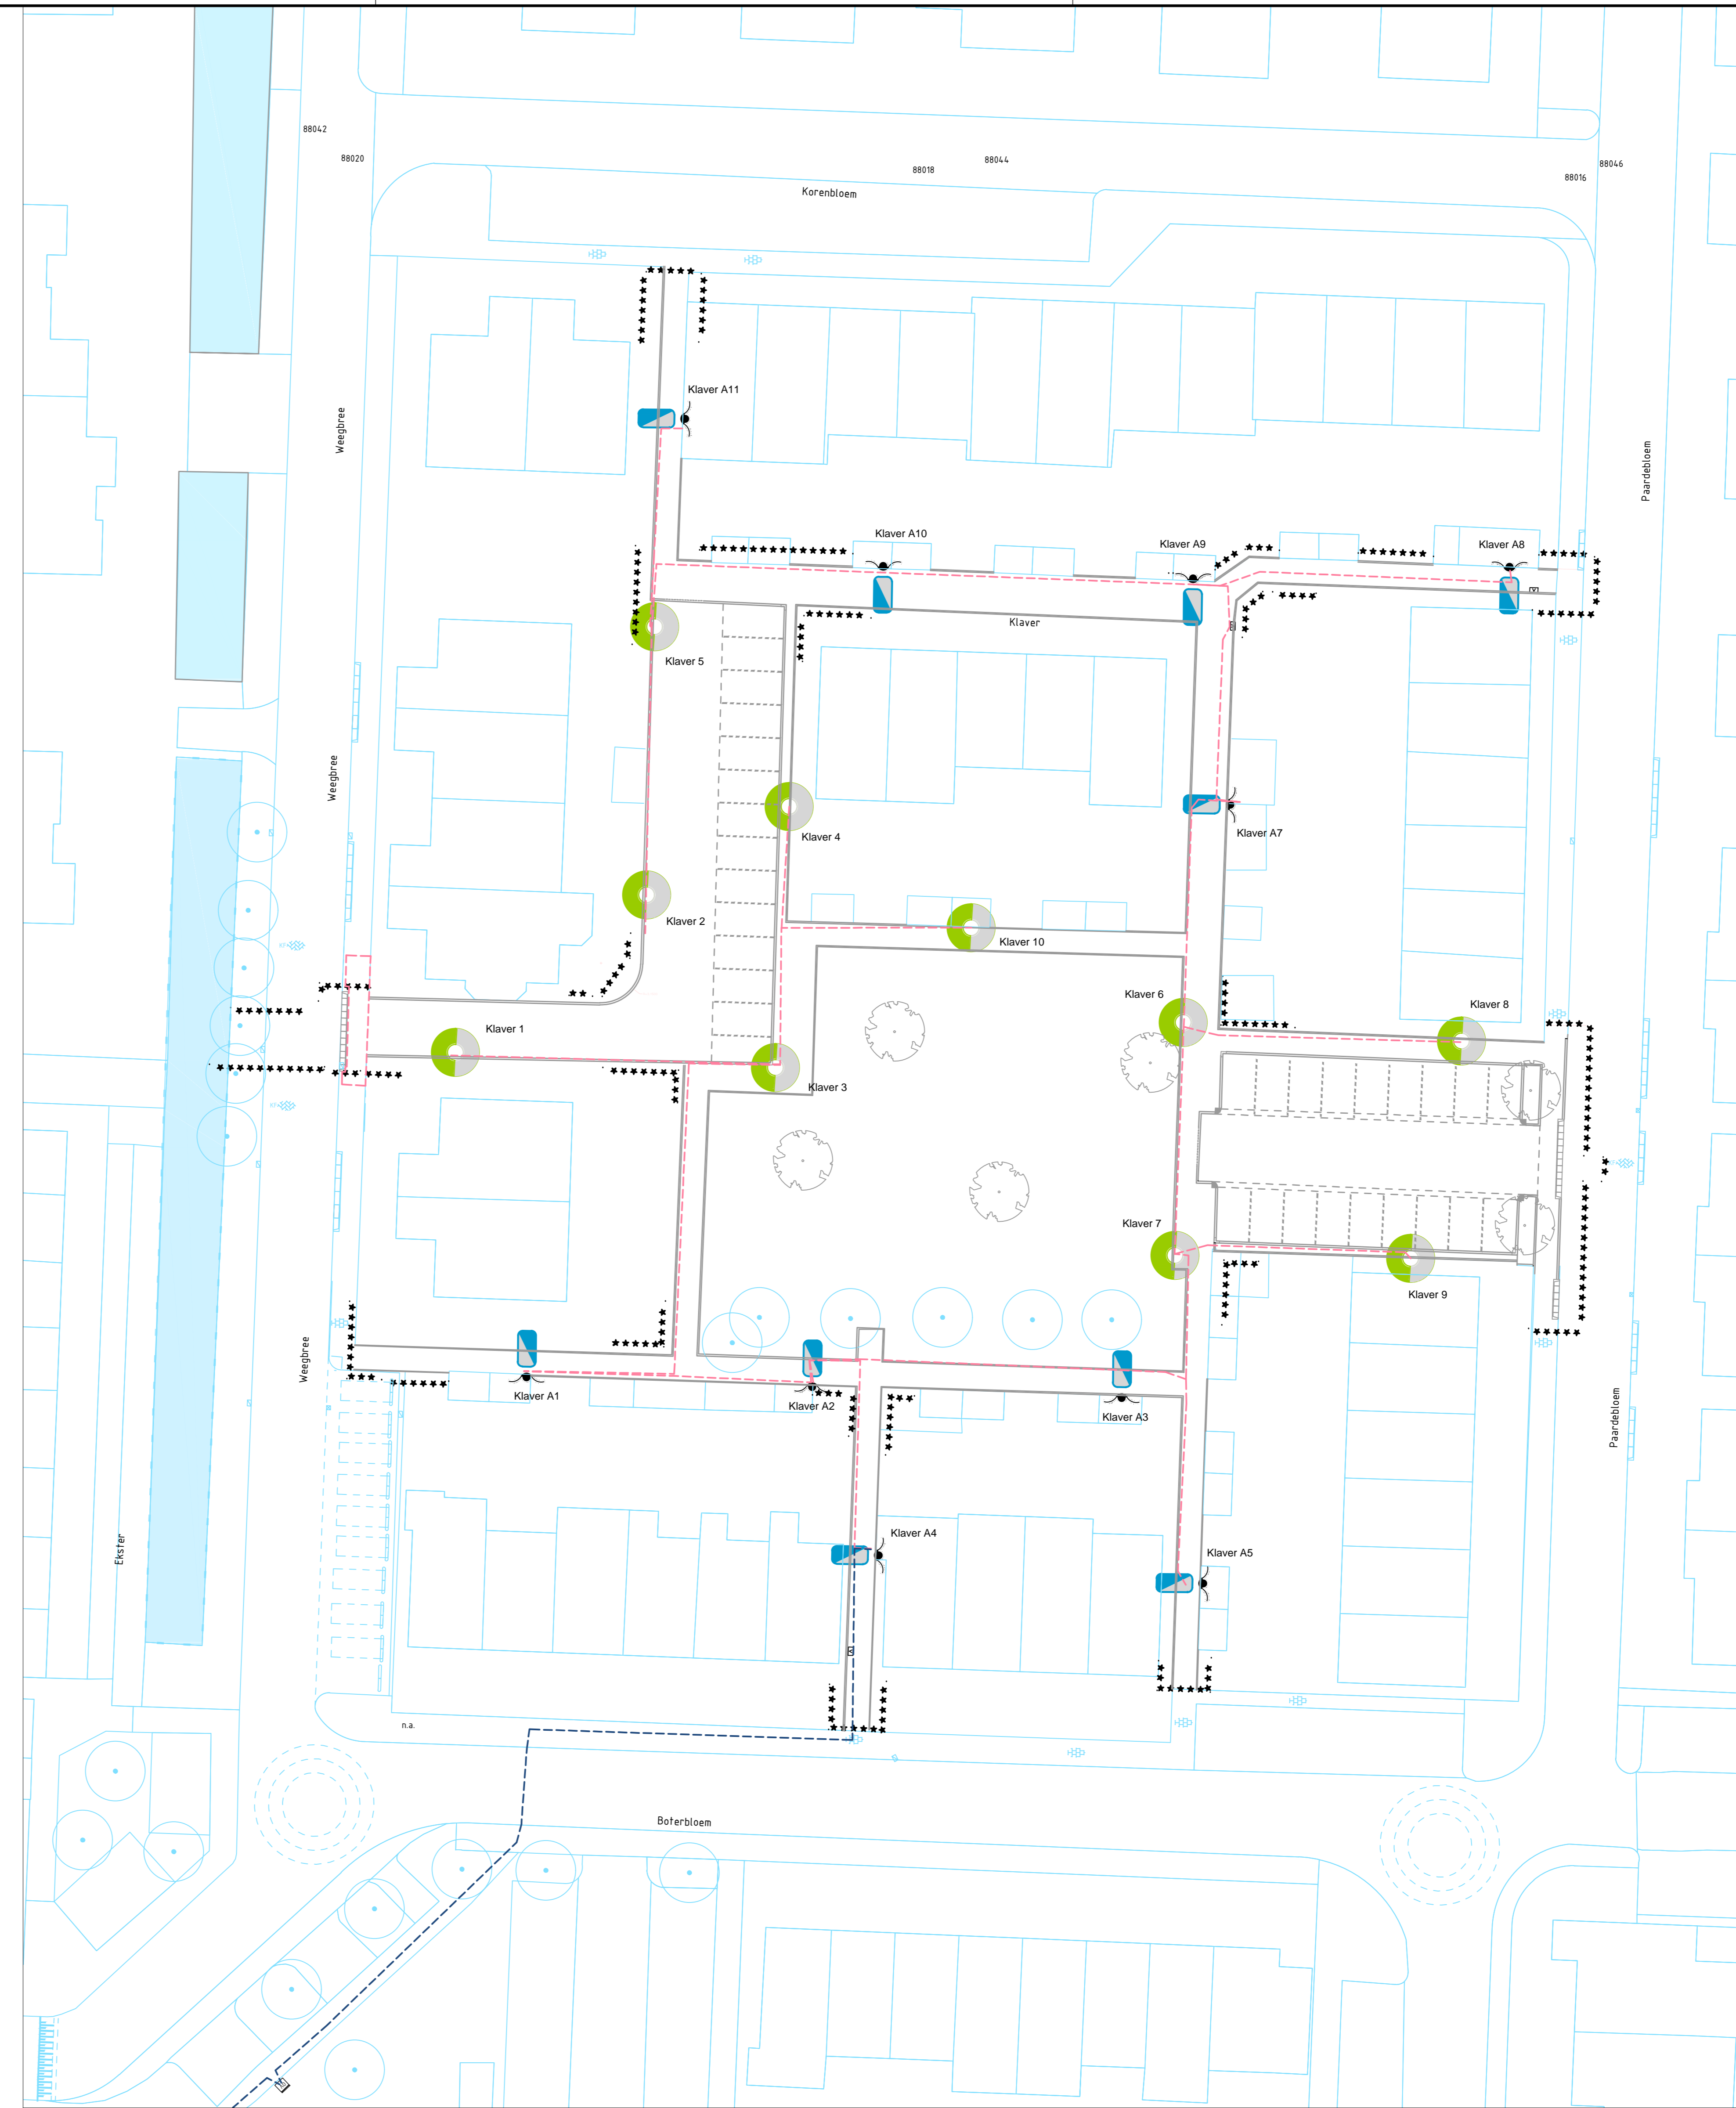 88042
88020
88018
88044
88046
88016
Korenbloem
Klaver A11
Weegbree
Paardebloem
Klaver A10
Klaver A9
Klaver A8
Klaver
Klaver 5
Weegbree
Klaver 4
Klaver A7
Klaver 2
Klaver 10
Klaver 6
Klaver 8
Klaver 1
Klaver 3
Klaver 7
Klaver 9
Weegbree
Klaver A1
Klaver A2
Klaver A3
Paardebloem
Ekster
Klaver A4
Klaver A5
n.a.
Boterbloem